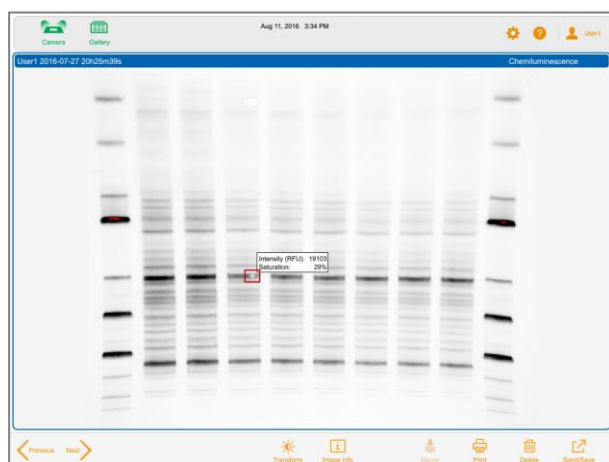 Aug 11, 2016 3:34 PM
Camera
Gallery
User1
User1 2016-07-27 20h25m39s
Chemiluminescence
Intensity (RFU): 19103
Saturation: 29%
Previous
Next
Transform
Image Info
Merge
Print
Delete
Send/Save